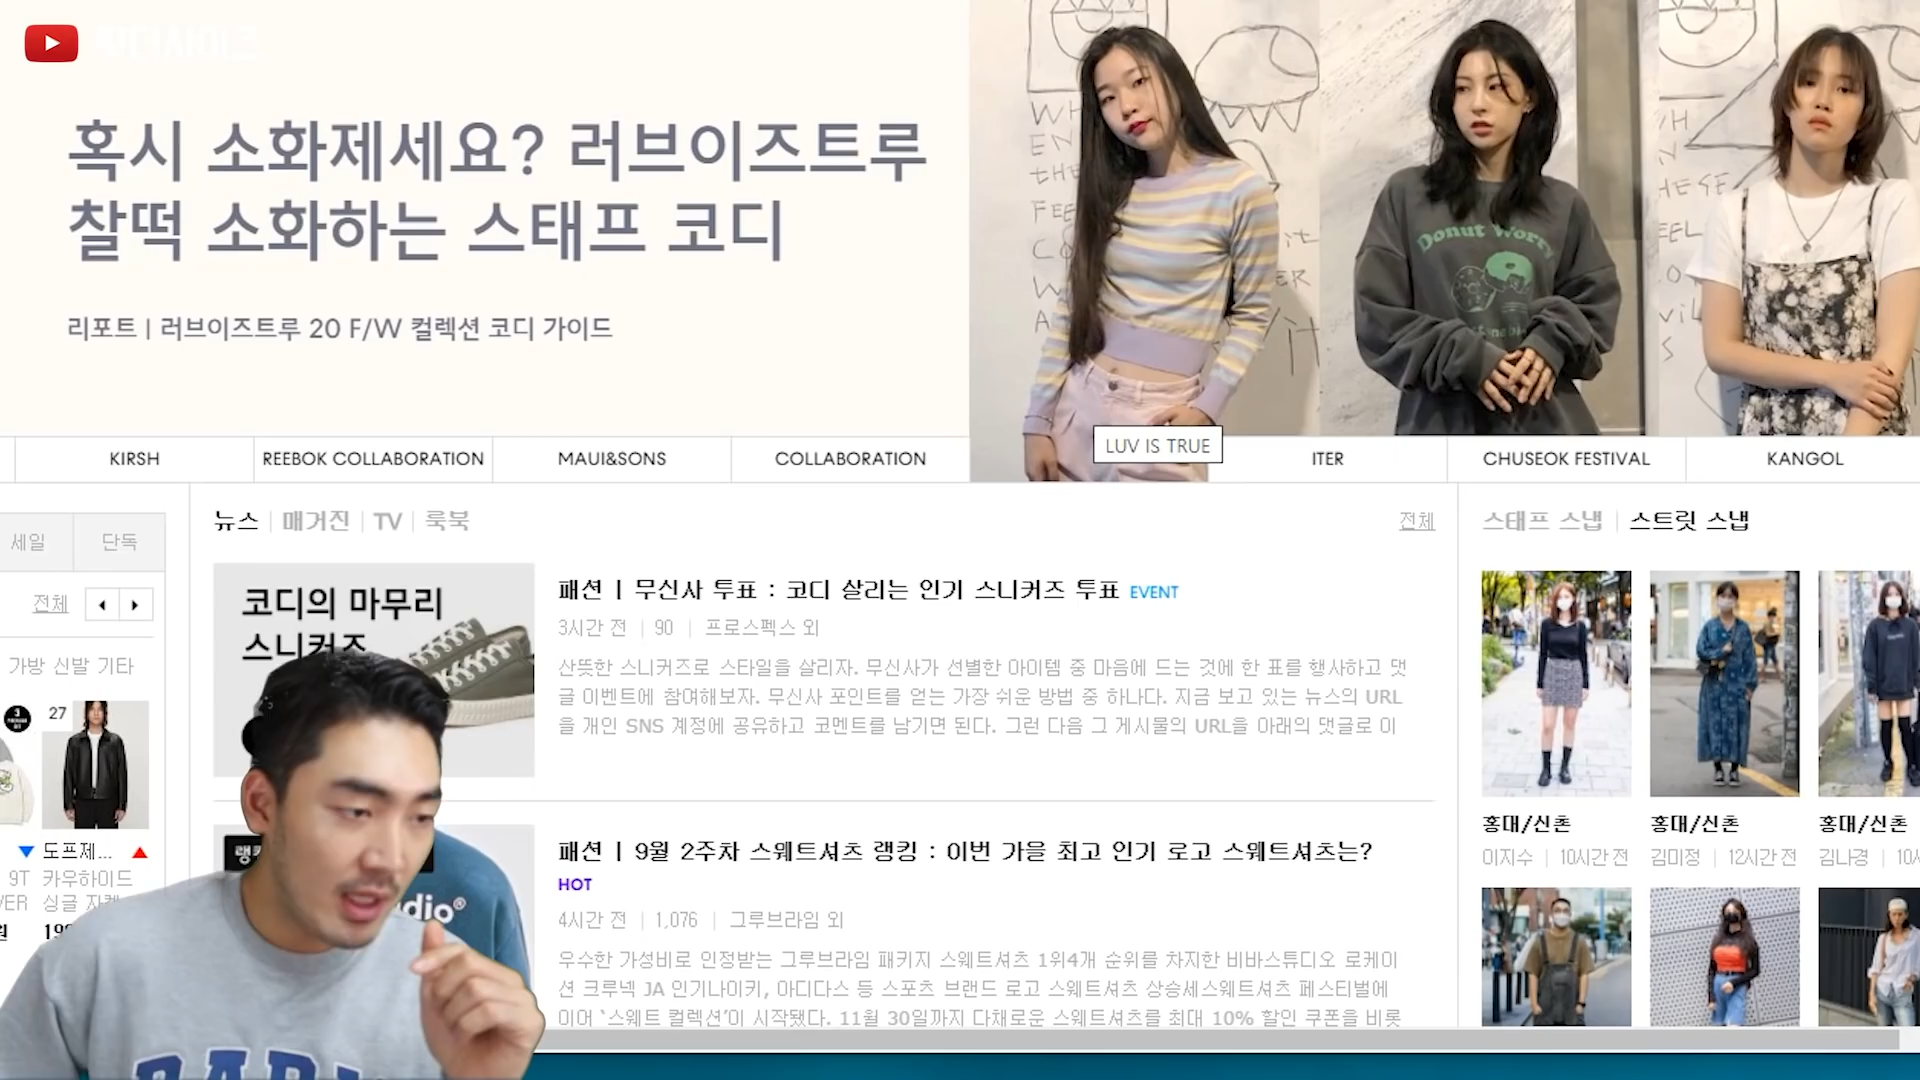 혹시 소화제세요? 러브이즈트루
찰떡 소화하는 스태프 코디
리포트 | 러브이즈트루 20 F/W 컬렉션 코디 가이드
Donut Worry
KIRSH
REEBOK COLLABORATION
MAUI&SONS
COLLABORATION
LUV IS TRUE
ITER
CHUSEOK FESTIVAL
KANGOL
세일
단독
전체
가방 신발 기타
27
도프제...
9T 카우하이드
싱글 자켓
뉴스 | 매거진 | TV | 룩북
전체
코디의 마무리
스니커즈
패션 | 무신사 투표 : 코디 살리는 인기 스니커즈 투표 EVENT
3시간 전 | 90 | 프로스펙스 외
산뜻한 스니커즈로 스타일을 살리자. 무신사가 선별한 아이템 중 마음에 드는 것에 한 표를 행사하고 댓
글 이벤트에 참여해보자. 무신사 포인트를 얻는 가장 쉬운 방법 중 하나다. 지금 보고 있는 뉴스의 URL
을 개인 SNS 계정에 공유하고 코멘트를 남기면 된다. 그런 다음 그 게시물의 URL을 아래의 댓글로 이
패션 | 9월 2주차 스웨트셔츠 랭킹 : 이번 가을 최고 인기 로고 스웨트셔츠는?
HOT
4시간 전 | 1,076 | 그루브라임 외
우수한 가성비로 인정받는 그루브라임 패키지 스웨트셔츠 1위4개 순위를 차지한 비바스튜디오 로케이
션 크루넥 JA 인기나이키, 아디다스 등 스포츠 브랜드 로고 스웨트셔츠 상승세스웨트셔츠 페스티벌에
이어 ‘스웨트 컬렉션’이 시작됐다. 11월 30일까지 다채로운 스웨트셔츠를 최대 10% 할인 쿠폰을 비롯
스태프 스냅 | 스트릿 스냅
홍대/신촌
이지수 | 10시간 전
홍대/신촌
김미정 | 12시간 전
홍대/신촌
김나경